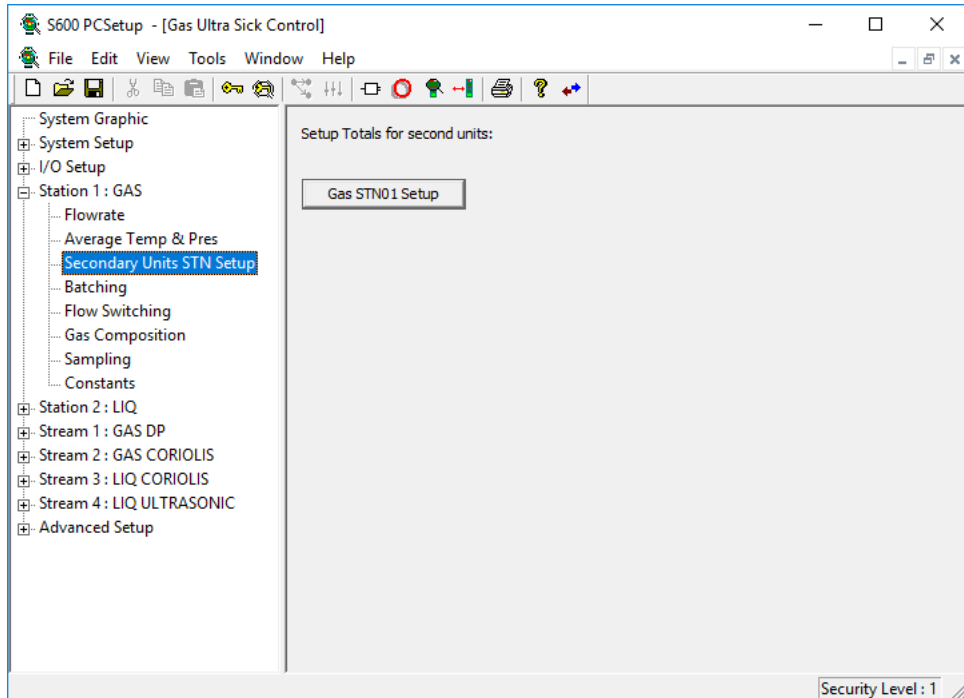 S600 PCSetup - [Gas Ultra Sick Control]
File Edit View Tools Window Help
System Graphic
System Setup
I/O Setup
Station 1 : GAS
Flowrate
Average Temp & Pres
Secondary Units STN Setup
Batching
Flow Switching
Gas Composition
Sampling
Constants
Station 2 : LIQ
Stream 1 : GAS DP
Stream 2 : GAS CORIOLIS
Stream 3 : LIQ CORIOLIS
Stream 4 : LIQ ULTRASONIC
Advanced Setup
Setup Totals for second units:
Gas STN01 Setup
Security Level : 1